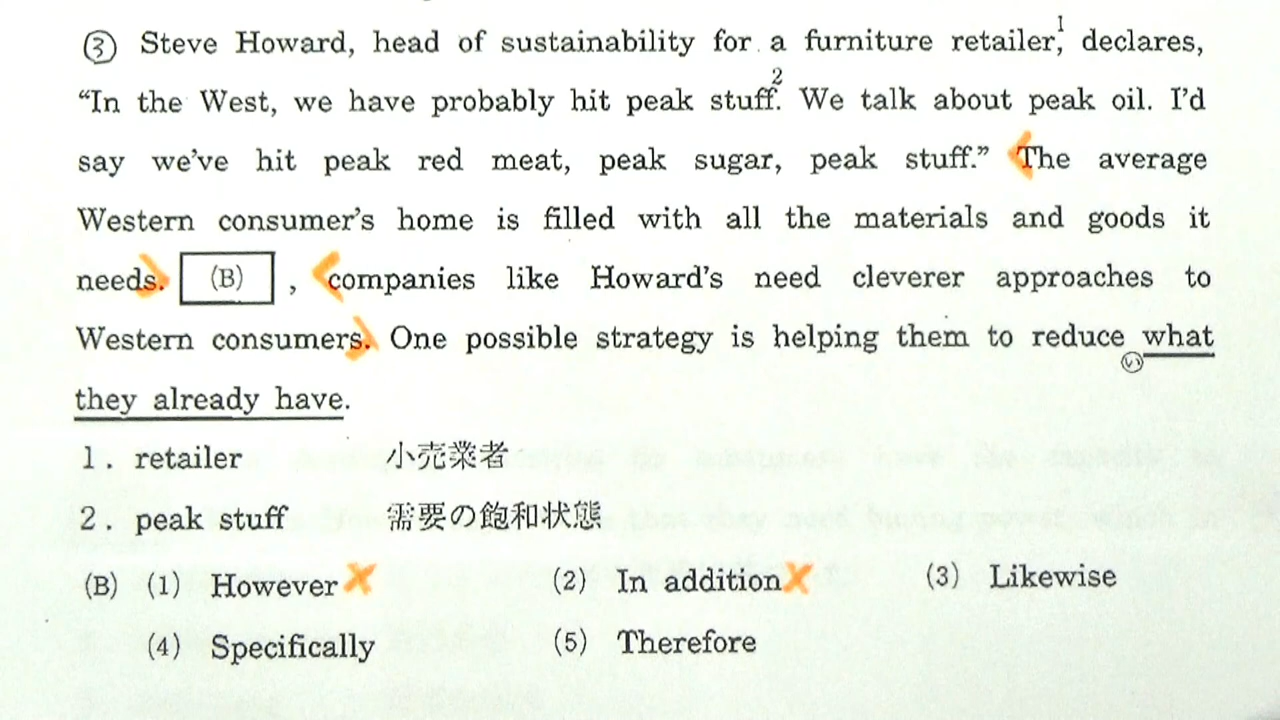 ③ Steve Howard, head of sustainability for a furniture retailer,1 declares,
“In the West, we have probably hit peak stuff.2 We talk about peak oil. I’d
say we’ve hit peak red meat, peak sugar, peak stuff.” The average
Western consumer’s home is filled with all the materials and goods it
needs. (B) , companies like Howard’s need cleverer approaches to
Western consumers. One possible strategy is helping them to reduce what
they already have.
1. retailer 小売業者
2. peak stuff 需要の飽和状態
(B) (1) However (2) In addition (3) Likewise
(4) Specifically (5) Therefore